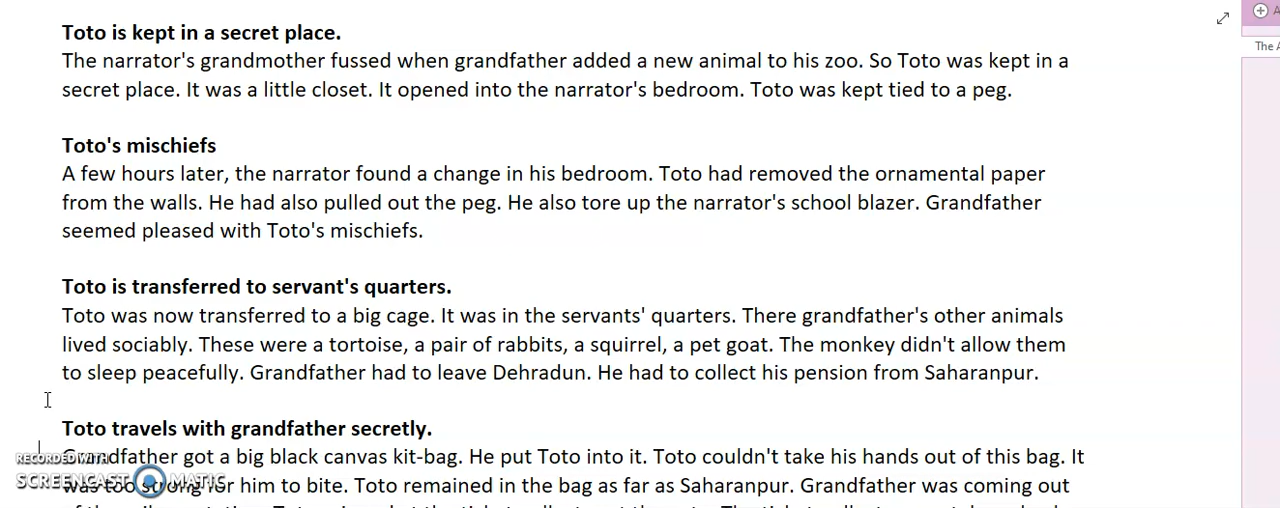 Toto is kept in a secret place.
The narrator's grandmother fussed when grandfather added a new animal to his zoo. So Toto was kept in a
secret place. It was a little closet. It opened into the narrator's bedroom. Toto was kept tied to a peg.
Toto's mischiefs
A few hours later, the narrator found a change in his bedroom. Toto had removed the ornamental paper
from the walls. He had also pulled out the peg. He also tore up the narrator's school blazer. Grandfather
seemed pleased with Toto's mischiefs.
Toto is transferred to servant's quarters.
Toto was now transferred to a big cage. It was in the servants' quarters. There grandfather's other animals
lived sociably. These were a tortoise, a pair of rabbits, a squirrel, a pet goat. The monkey didn't allow them
to sleep peacefully. Grandfather had to leave Dehradun. He had to collect his pension from Saharanpur.
Toto travels with grandfather secretly.
Grandfather got a big black canvas kit-bag. He put Toto into it. Toto couldn't take his hands out of this bag. It
was too strong for him to bite. Toto remained in the bag as far as Saharanpur. Grandfather was coming out
RECORDED WITH
SCREENCAST MATIC
The A